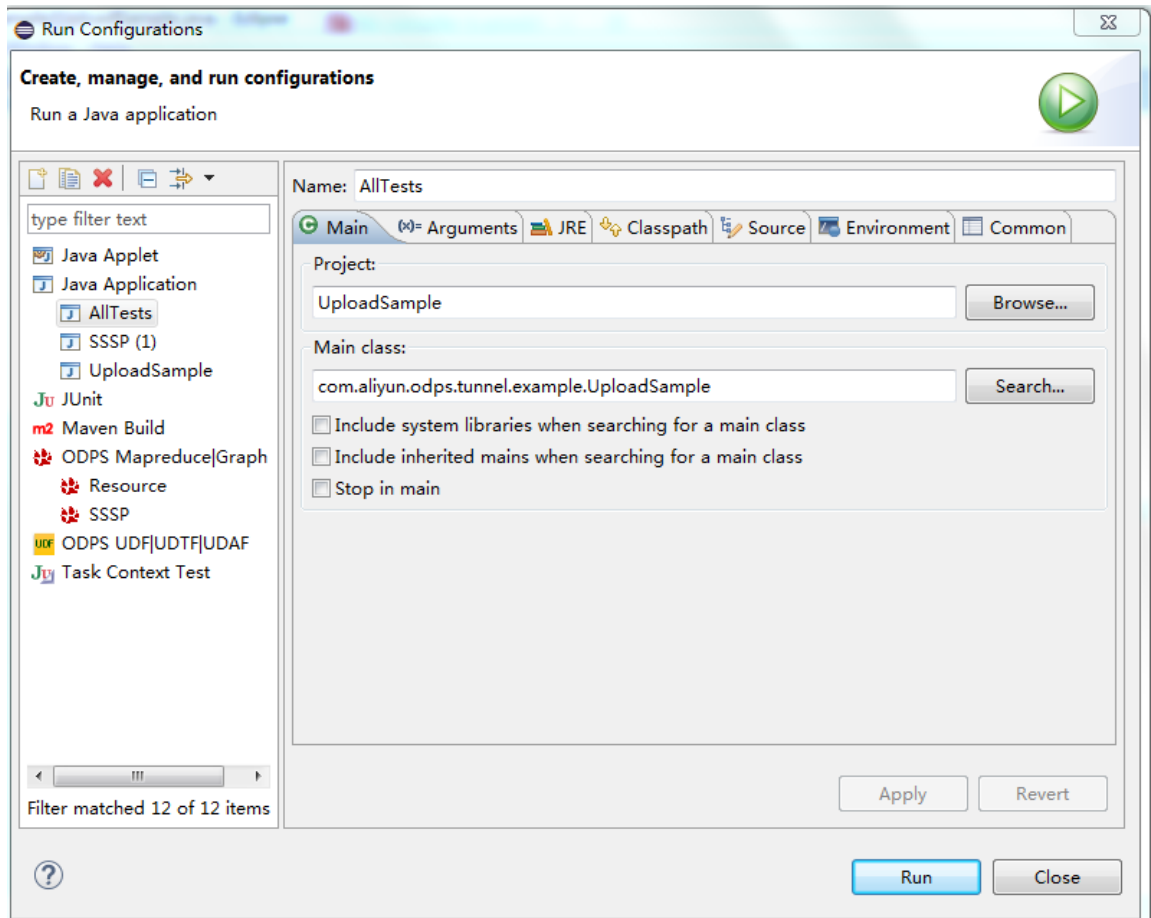 Run Configurations
Create, manage, and run configurations
Run a Java application
type filter text
Java Applet
Java Application
AllTests
SSSP (1)
UploadSample
Ju JUnit
m2 Maven Build
ODPS Mapreduce|Graph
Resource
SSSP
UDF ODPS UDF|UDTF|UDAF
Ju Task Context Test
Filter matched 12 of 12 items
Name: AllTests
Main (x)= Arguments JRE Classpath Source Environment Common
Project:
UploadSample Browse...
Main class:
com.aliyun.odps.tunnel.example.UploadSample Search...
Include system libraries when searching for a main class
Include inherited mains when searching for a main class
Stop in main
Apply Revert
Run Close